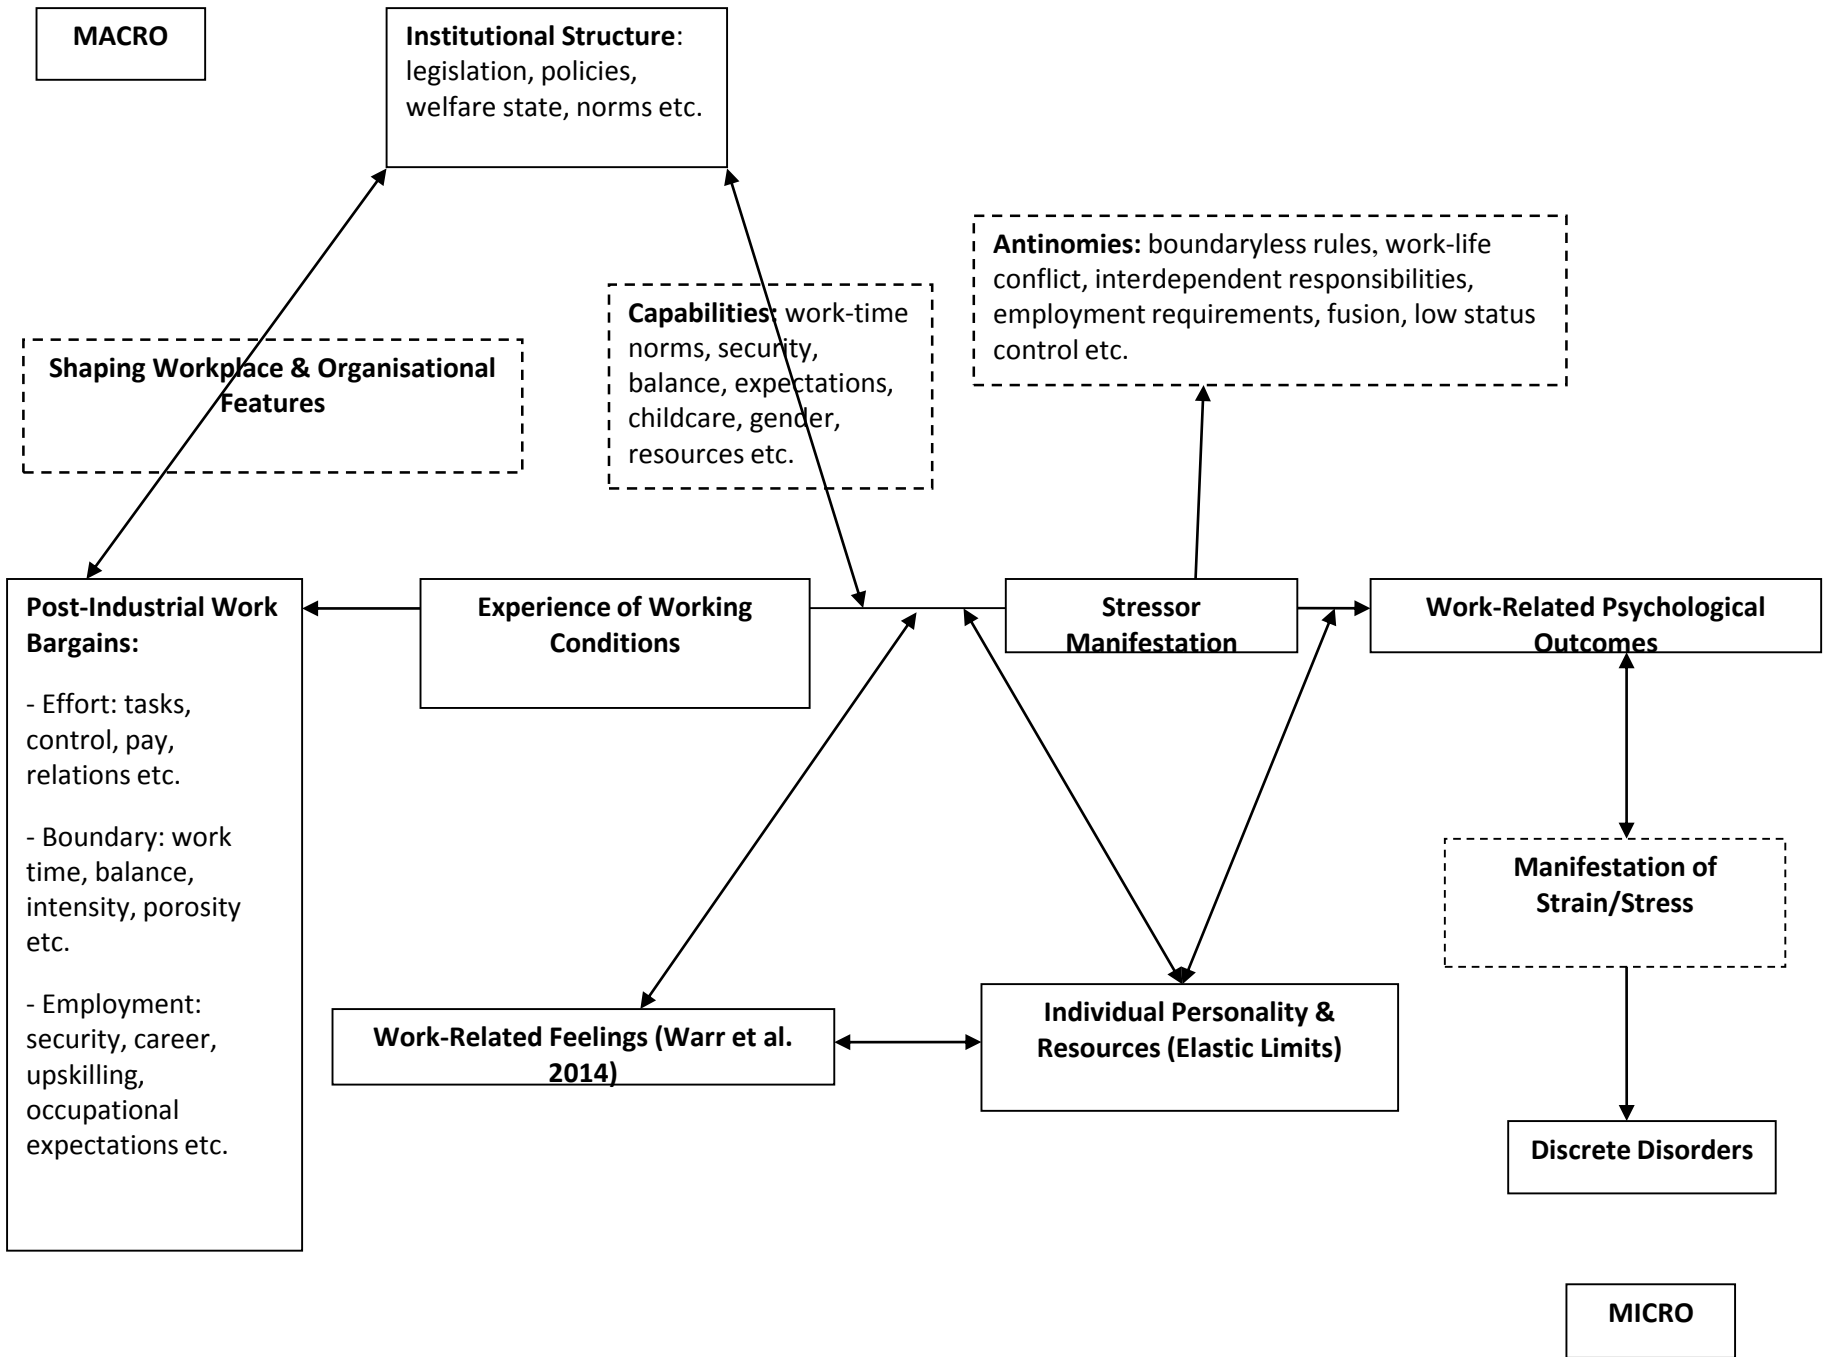 MACRO
Institutional Structure:
legislation, policies,
welfare state, norms etc.
Antinomies: boundaryless rules, work-life
conflict, interdependent responsibilities,
employment requirements, fusion, low status
control etc.
Capabilities: work-time
norms, security,
balance, expectations,
childcare, gender,
resources etc.
Shaping Workplace & Organisational
Features
Post-Industrial Work
Bargains:
- Effort: tasks,
control, pay,
relations etc.
- Boundary: work
time, balance,
intensity, porosity
etc.
- Employment:
security, career,
upskilling,
occupational
expectations etc.
Experience of Working
Conditions
Stressor
Manifestation
Work-Related Psychological
Outcomes
Manifestation of
Strain/Stress
Work-Related Feelings (Warr et al.
2014)
Individual Personality &
Resources (Elastic Limits)
Discrete Disorders
MICRO